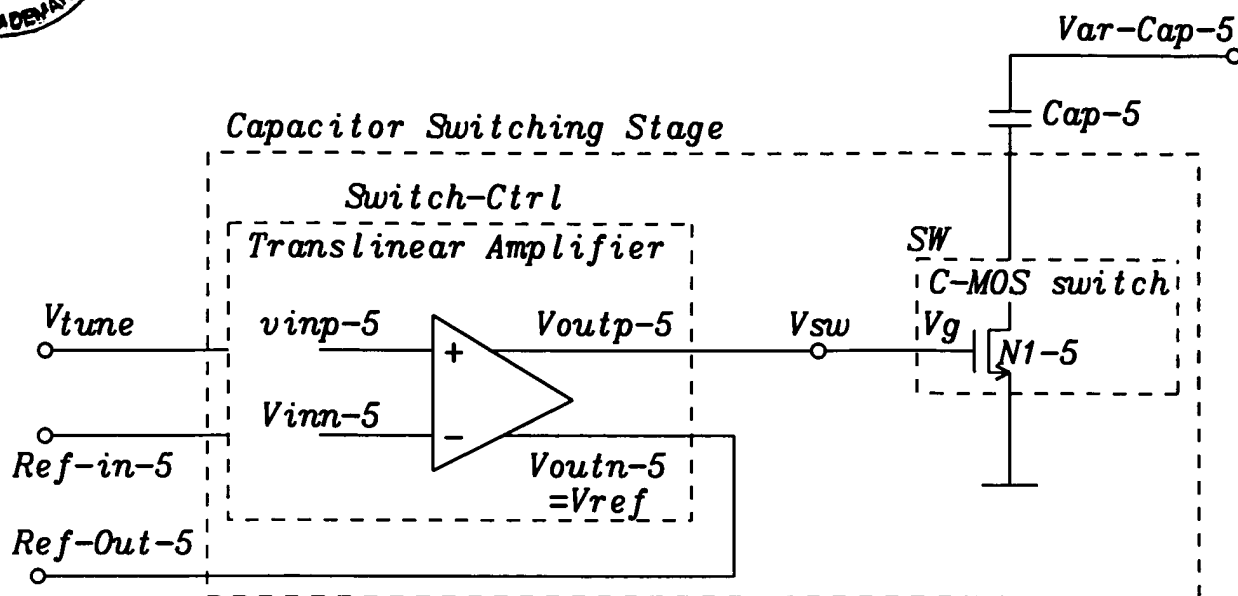 Var-Cap-5
Cap-5
Capacitor Switching Stage
Switch-Ctrl
Translinear Amplifier
SW
C-MOS switch
Vtune
vinp-5
+
Voutp-5
Vsw
Vg
N1-5
Vinn-5
-
Ref-in-5
Voutn-5
=Vref
Ref-Out-5